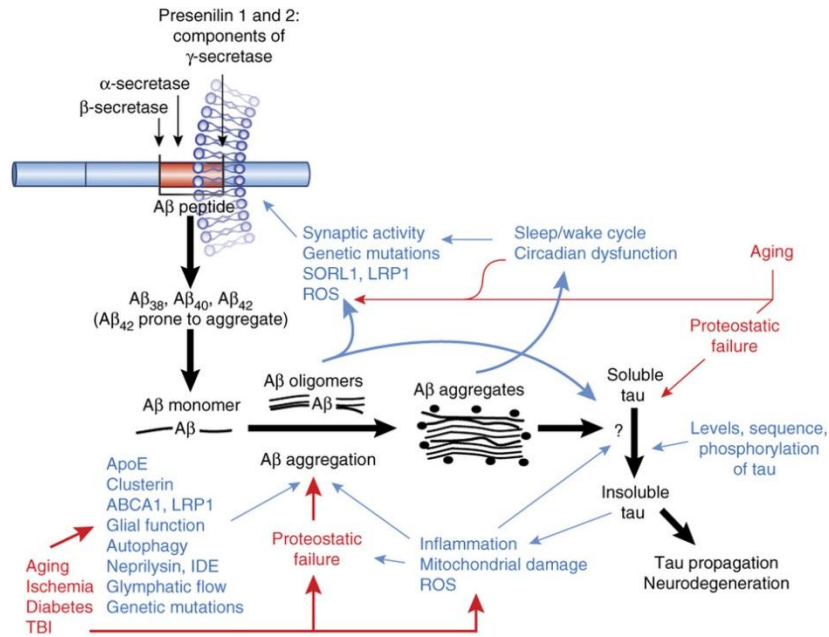 Presenilin 1 and 2:
components of
γ-secretase
α-secretase
β-secretase
Aβ peptide
Synaptic activity
Genetic mutations
SORL1, LRP1
ROS
Sleep/wake cycle
Circadian dysfunction
Aging
Aβ38, Aβ40, Aβ42
(Aβ42 prone to aggregate)
Proteostatic
failure
Aβ oligomers
Aβ
Aβ aggregates
Soluble
tau
Aβ monomer
Aβ
?
Levels, sequence,
phosphorylation
of tau
Aβ aggregation
Insoluble
tau
ApoE
Clusterin
ABCA1, LRP1
Glial function
Autophagy
Neprilysin, IDE
Glymphatic flow
Genetic mutations
Proteostatic
failure
Inflammation
Mitochondrial damage
ROS
Tau propagation
Neurodegeneration
Aging
Ischemia
Diabetes
TBI